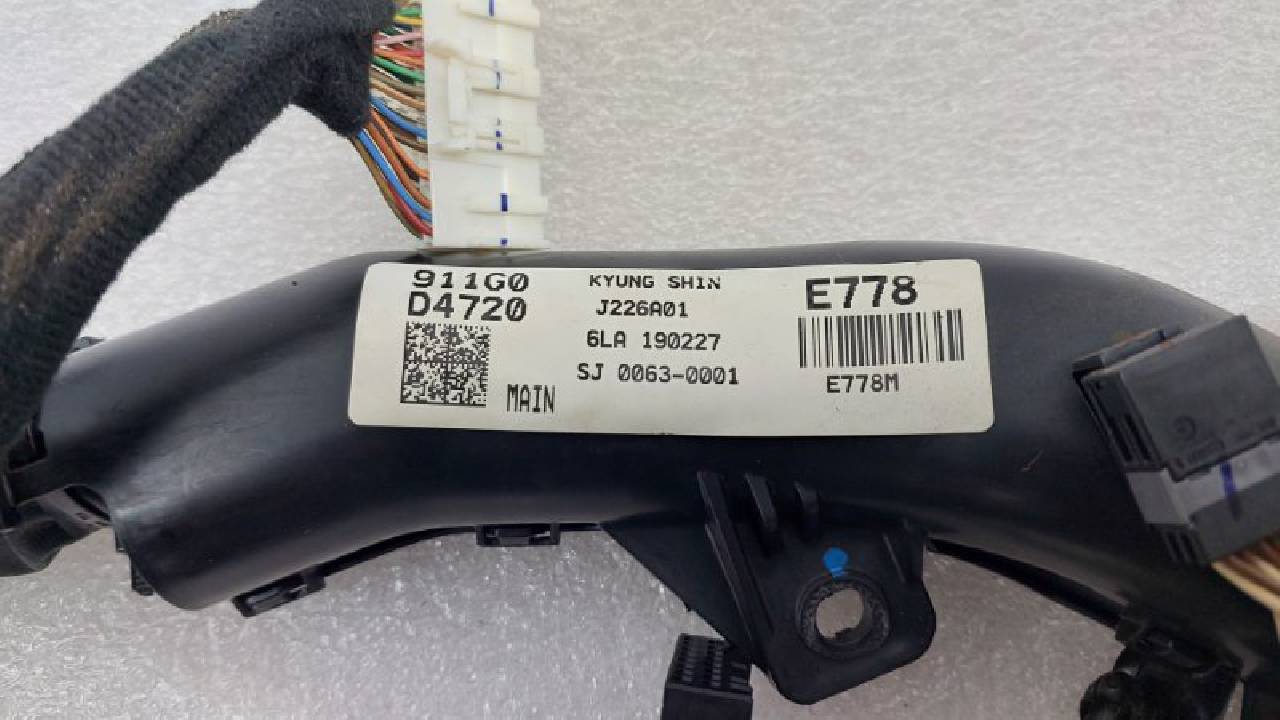 911G0
D4720
MAIN
KYUNG SHIN
J226A01
6LA 190227
SJ 0063-0001
E778
E778M